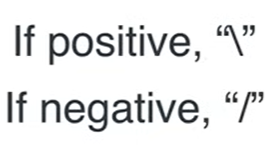 If positive, “\”
If negative, “/”